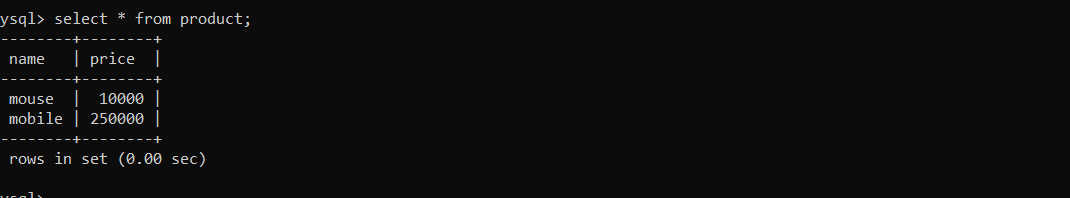 ysql> select * from product;
--------+--------+
 name   | price  |
--------+--------+
 mouse  |  10000 |
 mobile | 250000 |
--------+--------+
 rows in set (0.00 sec)
ysql>